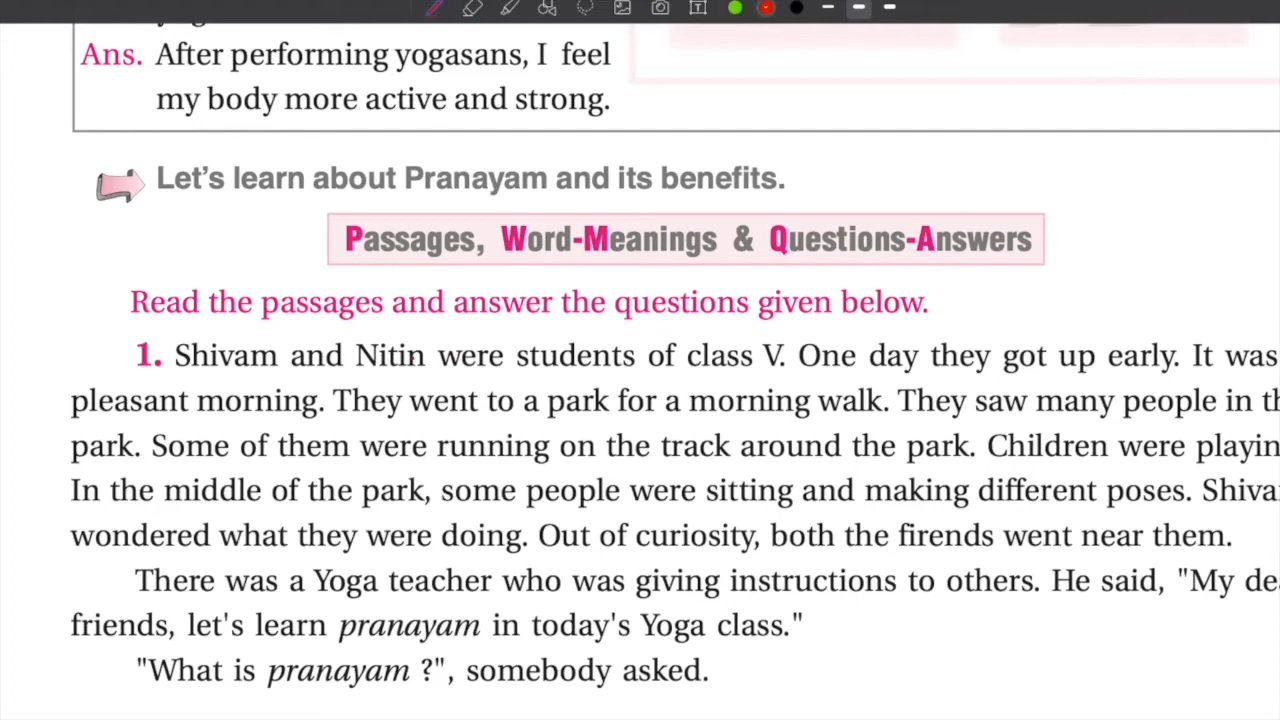 Ans. After performing yogasans, I feel
my body more active and strong.
Let's learn about Pranayam and its benefits.
Passages, Word-Meanings & Questions-Answers
Read the passages and answer the questions given below.
1. Shivam and Nitin were students of class V. One day they got up early. It was
pleasant morning. They went to a park for a morning walk. They saw many people in
park. Some of them were running on the track around the park. Children were
In the middle of the park, some people were sitting and making different poses.
wondered what they were doing. Out of curiosity, both the firends went near them.
There was a Yoga teacher who was giving instructions to others. He said, "My
friends, let's learn pranayam in today's Yoga class."
"What is pranayam ?", somebody asked.